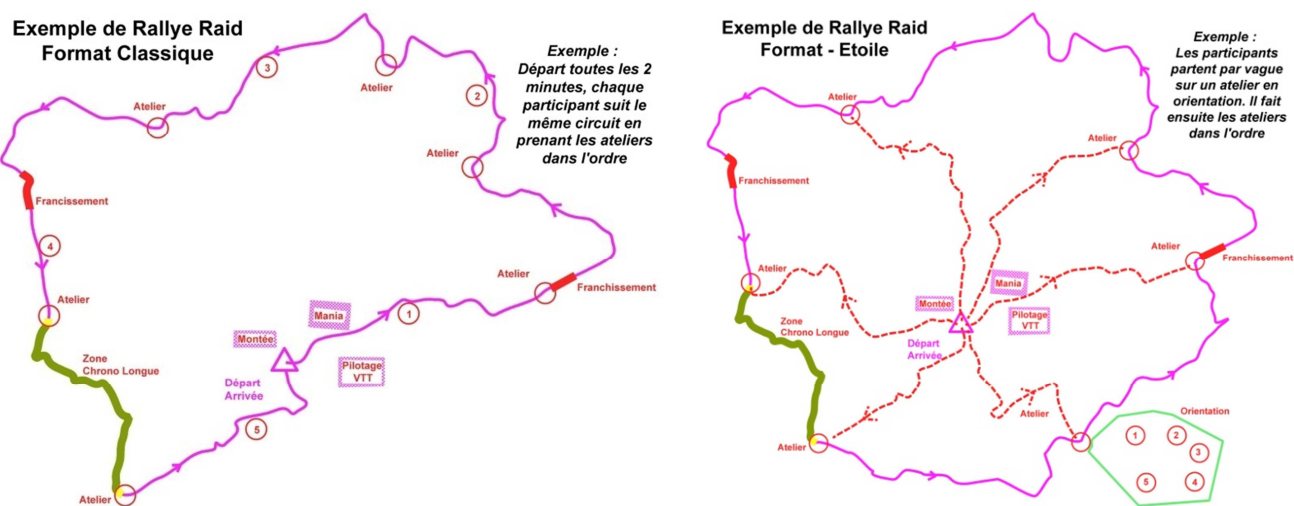 Exemple de Rallye Raid
Format Classique
Exemple :
Départ toutes les 2
minutes, chaque
participant suit le
même circuit en
prenant les ateliers
dans l'ordre
3
Atelier
2
Atelier
Atelier
Francissement
4
Atelier
Atelier
Franchissement
Mania
1
Montée
Zone
Chrono Longue
Pilotage
VTT
Départ
Arrivée
5
Atelier
Exemple de Rallye Raid
Format - Etoile
Exemple :
Les participants
partent par vague
sur un atelier en
orientation. Il fait
ensuite les ateliers
dans l'ordre
Atelier
Atelier
Franchissement
Atelier
Franchissement
Atelier
Mania
Montée
Pilotage
VTT
Zone
Chrono Longue
Départ
Arrivée
Atelier
Orientation
1
2
3
4
5
Atelier